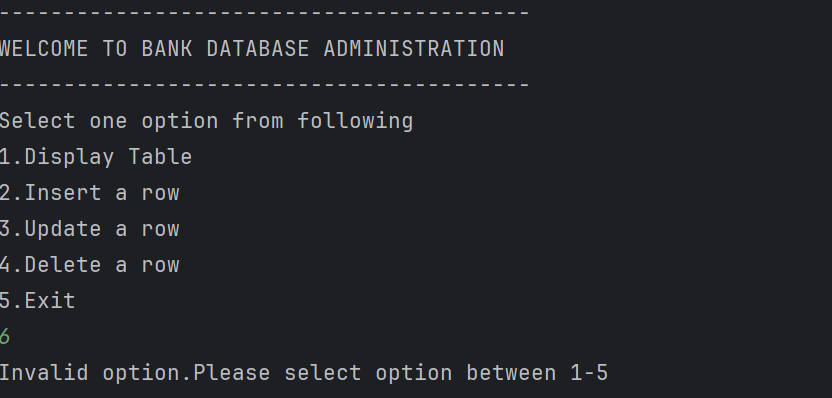 -----------------------------------------
WELCOME TO BANK DATABASE ADMINISTRATION
-----------------------------------------
Select one option from following
1.Display Table
2.Insert a row
3.Update a row
4.Delete a row
5.Exit
6
Invalid option.Please select option between 1-5